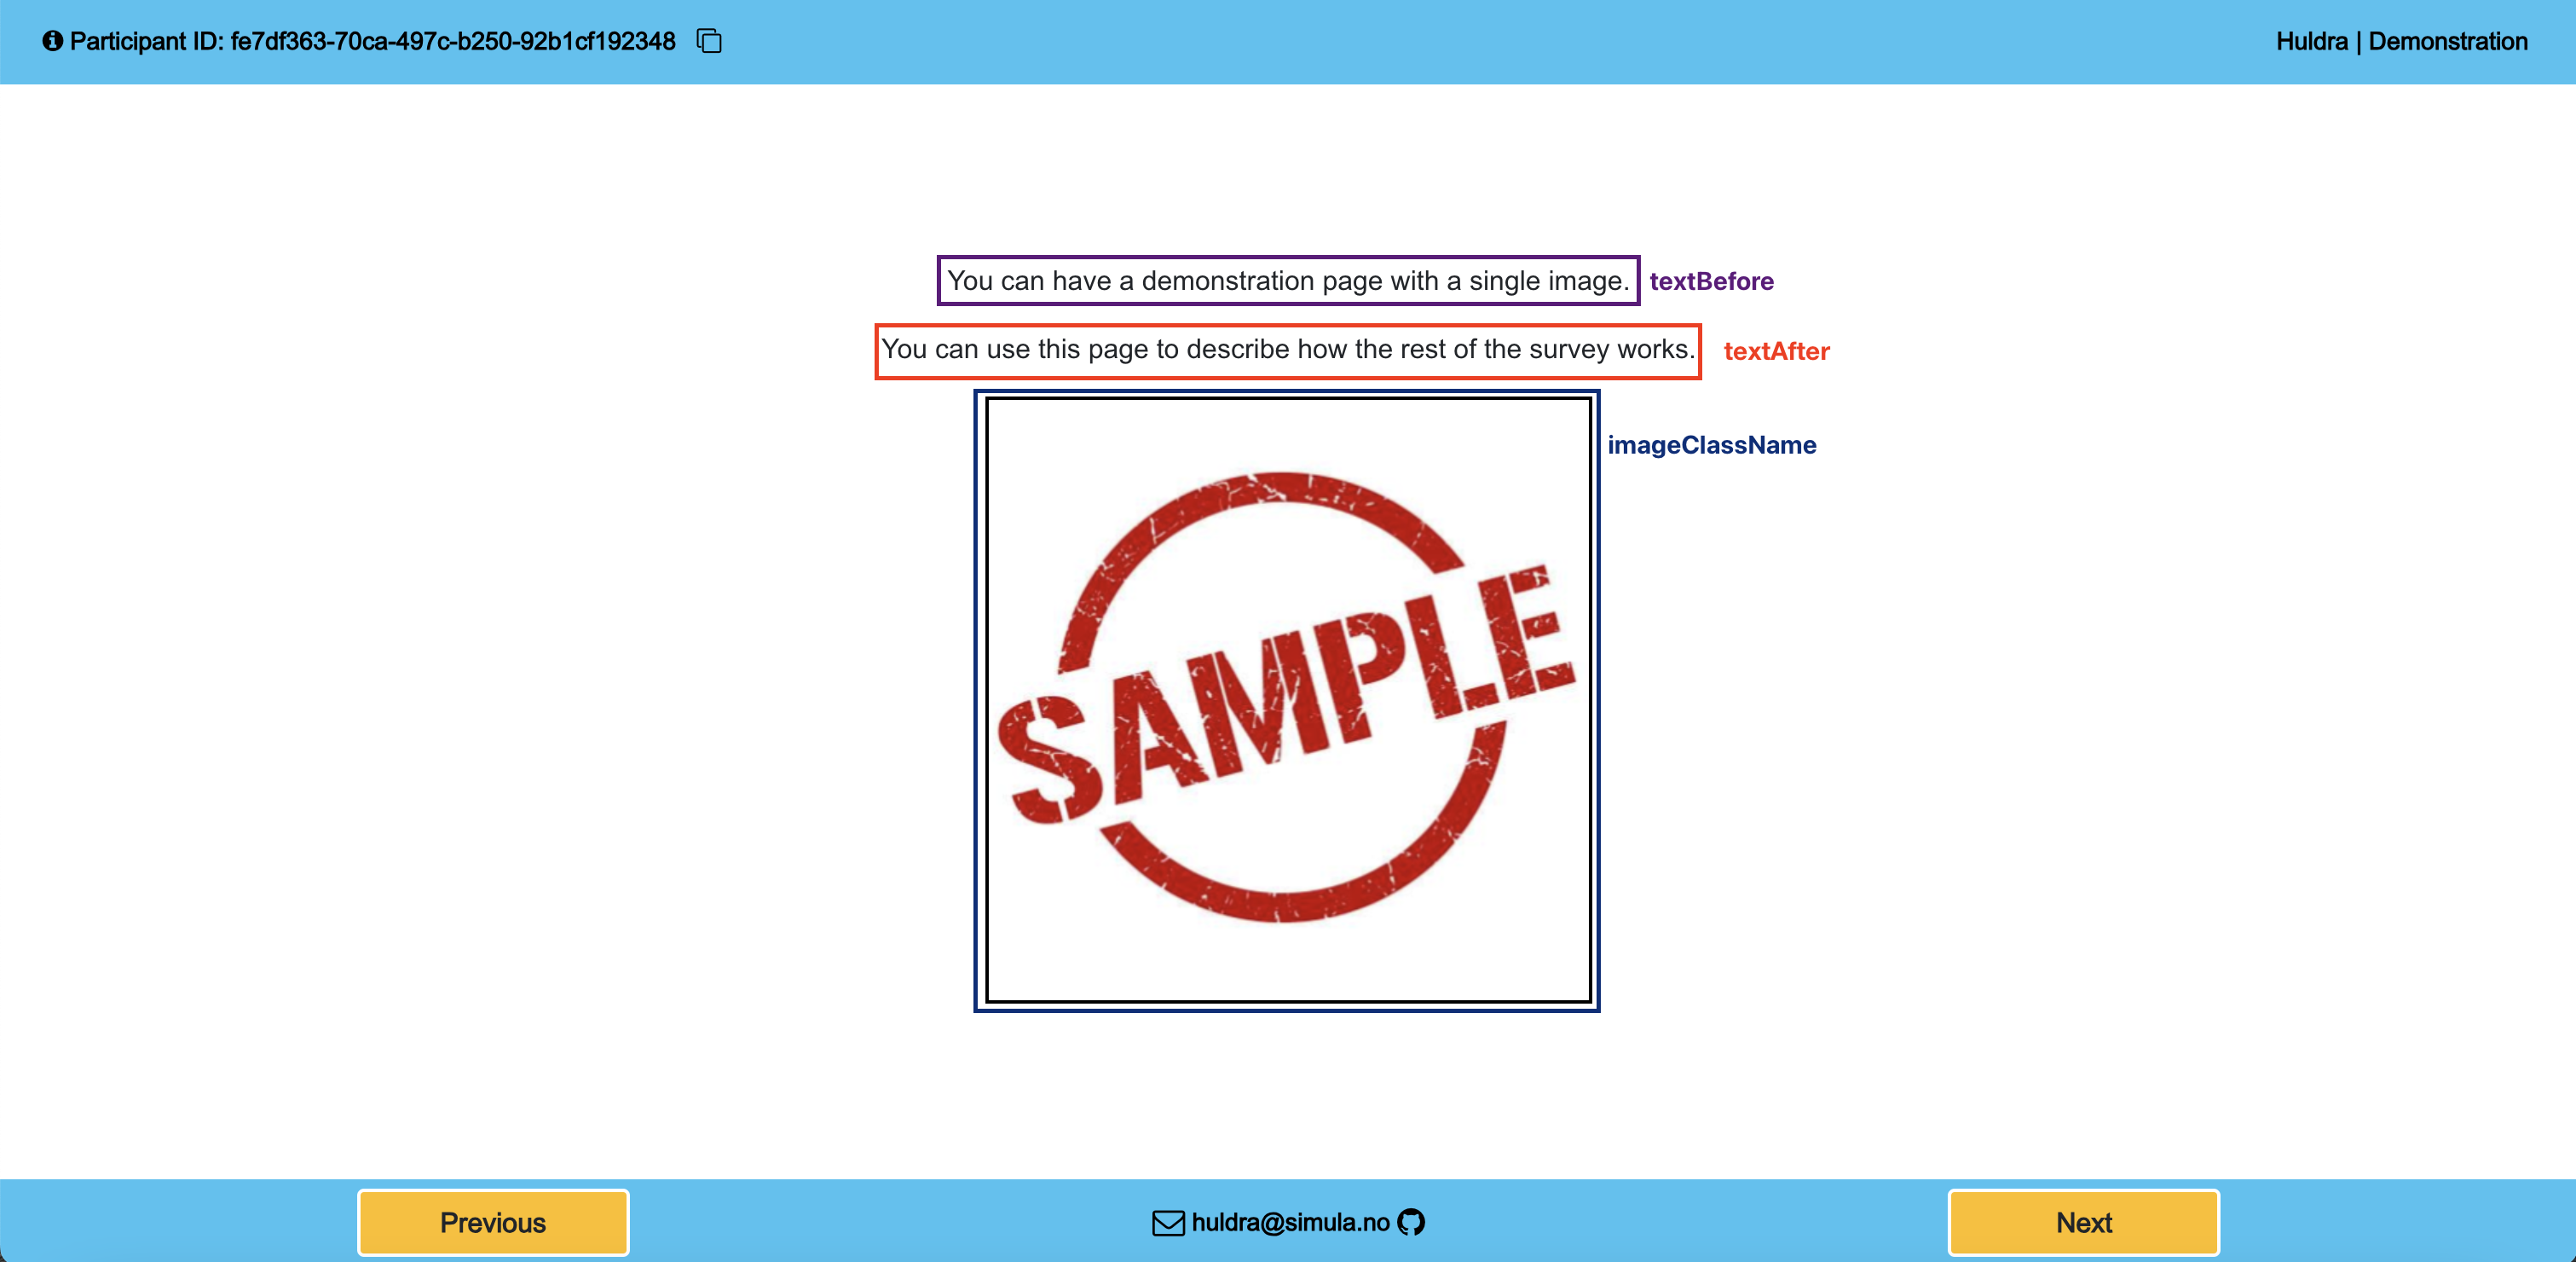 Participant ID: fe7df363-70ca-497c-b250-92b1cf192348
Huldra | Demonstration
You can have a demonstration page with a single image. textBefore
You can use this page to describe how the rest of the survey works. textAfter
imageClassName
SAMPLE
Previous
huldra@simula.no
Next